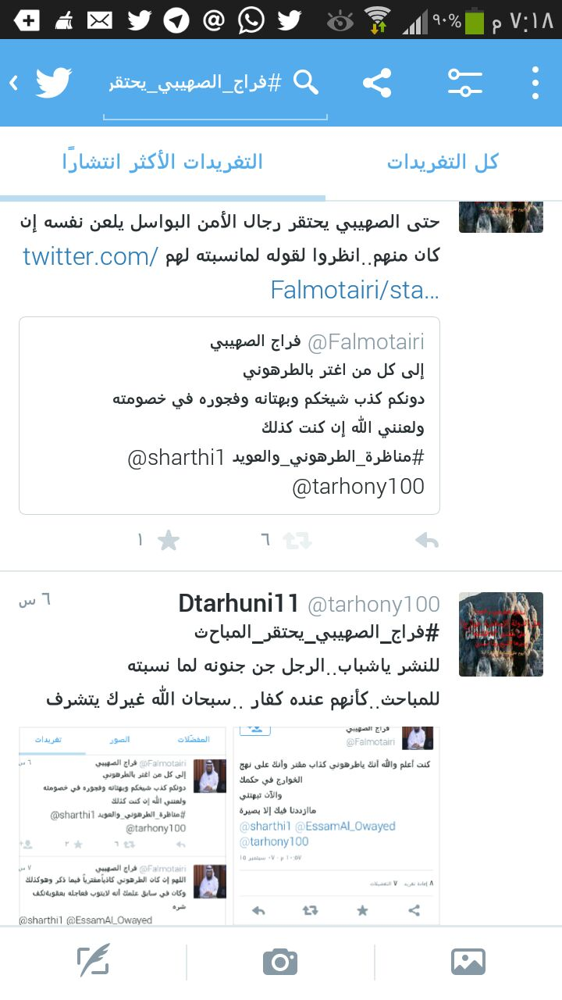 ٩٠% ٧:١٨ م
#فراج_الصهيبي_يحتقر
كل التغريدات
التغريدات الأكثر انتشارًا
حتى الصهيبي يحتقر رجال الأمن البواسل يلعن نفسه إن
كان منهم..انظروا لقوله لمانسبته لهم twitter.com/
Falmotairi/sta…
@Falmotairi فراج الصهيبي
إلى كل من اغتر بالطرهوني
دونكم كذب شيخكم وبهتانه وفجوره في خصومته
ولعنني الله إن كنت كذلك
#مناظرة_الطرهوني_والعويد @sharthi1
@tarhony100
٦ ١
Dtarhuni11 @tarhony100 ٦ س
#فراج_الصهيبي_يحتقر_المباحث
للنشر ياشباب..الرجل جن جنونه لما نسبته
للمباحث..كأنهم عنده كفار ..سبحان الله غيرك يتشرف
فراج الصهيبي
@Falmotairi
كنت أعلم والله أنك ياطرهوني كذاب مفتر وأنك على نهج
الخوارج في حكمك
والآن تبهتني
ماازددنا فيك إلا بصيرة
@sharthi1 @EssamAl_Owayed
@tarhony100
١٠:٥٧ م · ٠٧ سبتمبر ١٥
٨ إعادة تغريد ٧ التفضيلات
المفضلات الصور تغريدات
@Falmotairi فراج الصهيبي ٦ س
إلى كل من اغتر بالطرهوني
دونكم كذب شيخكم وبهتانه وفجوره في خصومته
ولعنني الله إن كنت كذلك
#مناظرة_الطرهوني_والعويد @sharthi1
@tarhony100
٦ ٢
@Falmotairi فراج الصهيبي ٧ س
اللهم إن كان الطرهوني كاذباًمفترياً فيما ذكر وهوكذلك
وكان في سابق علمك أنه لايتوب فعاجله بعقوبةتكف
شره
@sharthi1 @EssamAl_Owayed